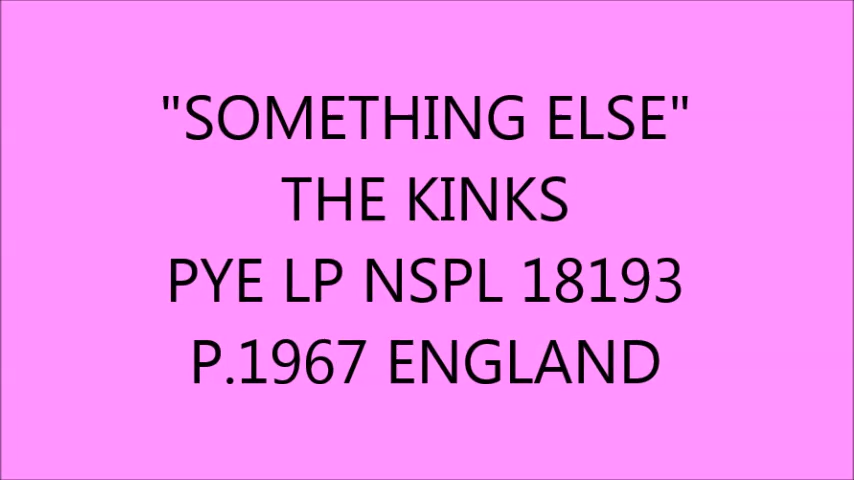 "SOMETHING ELSE"
THE KINKS
PYE LP NSPL 18193
P.1967 ENGLAND